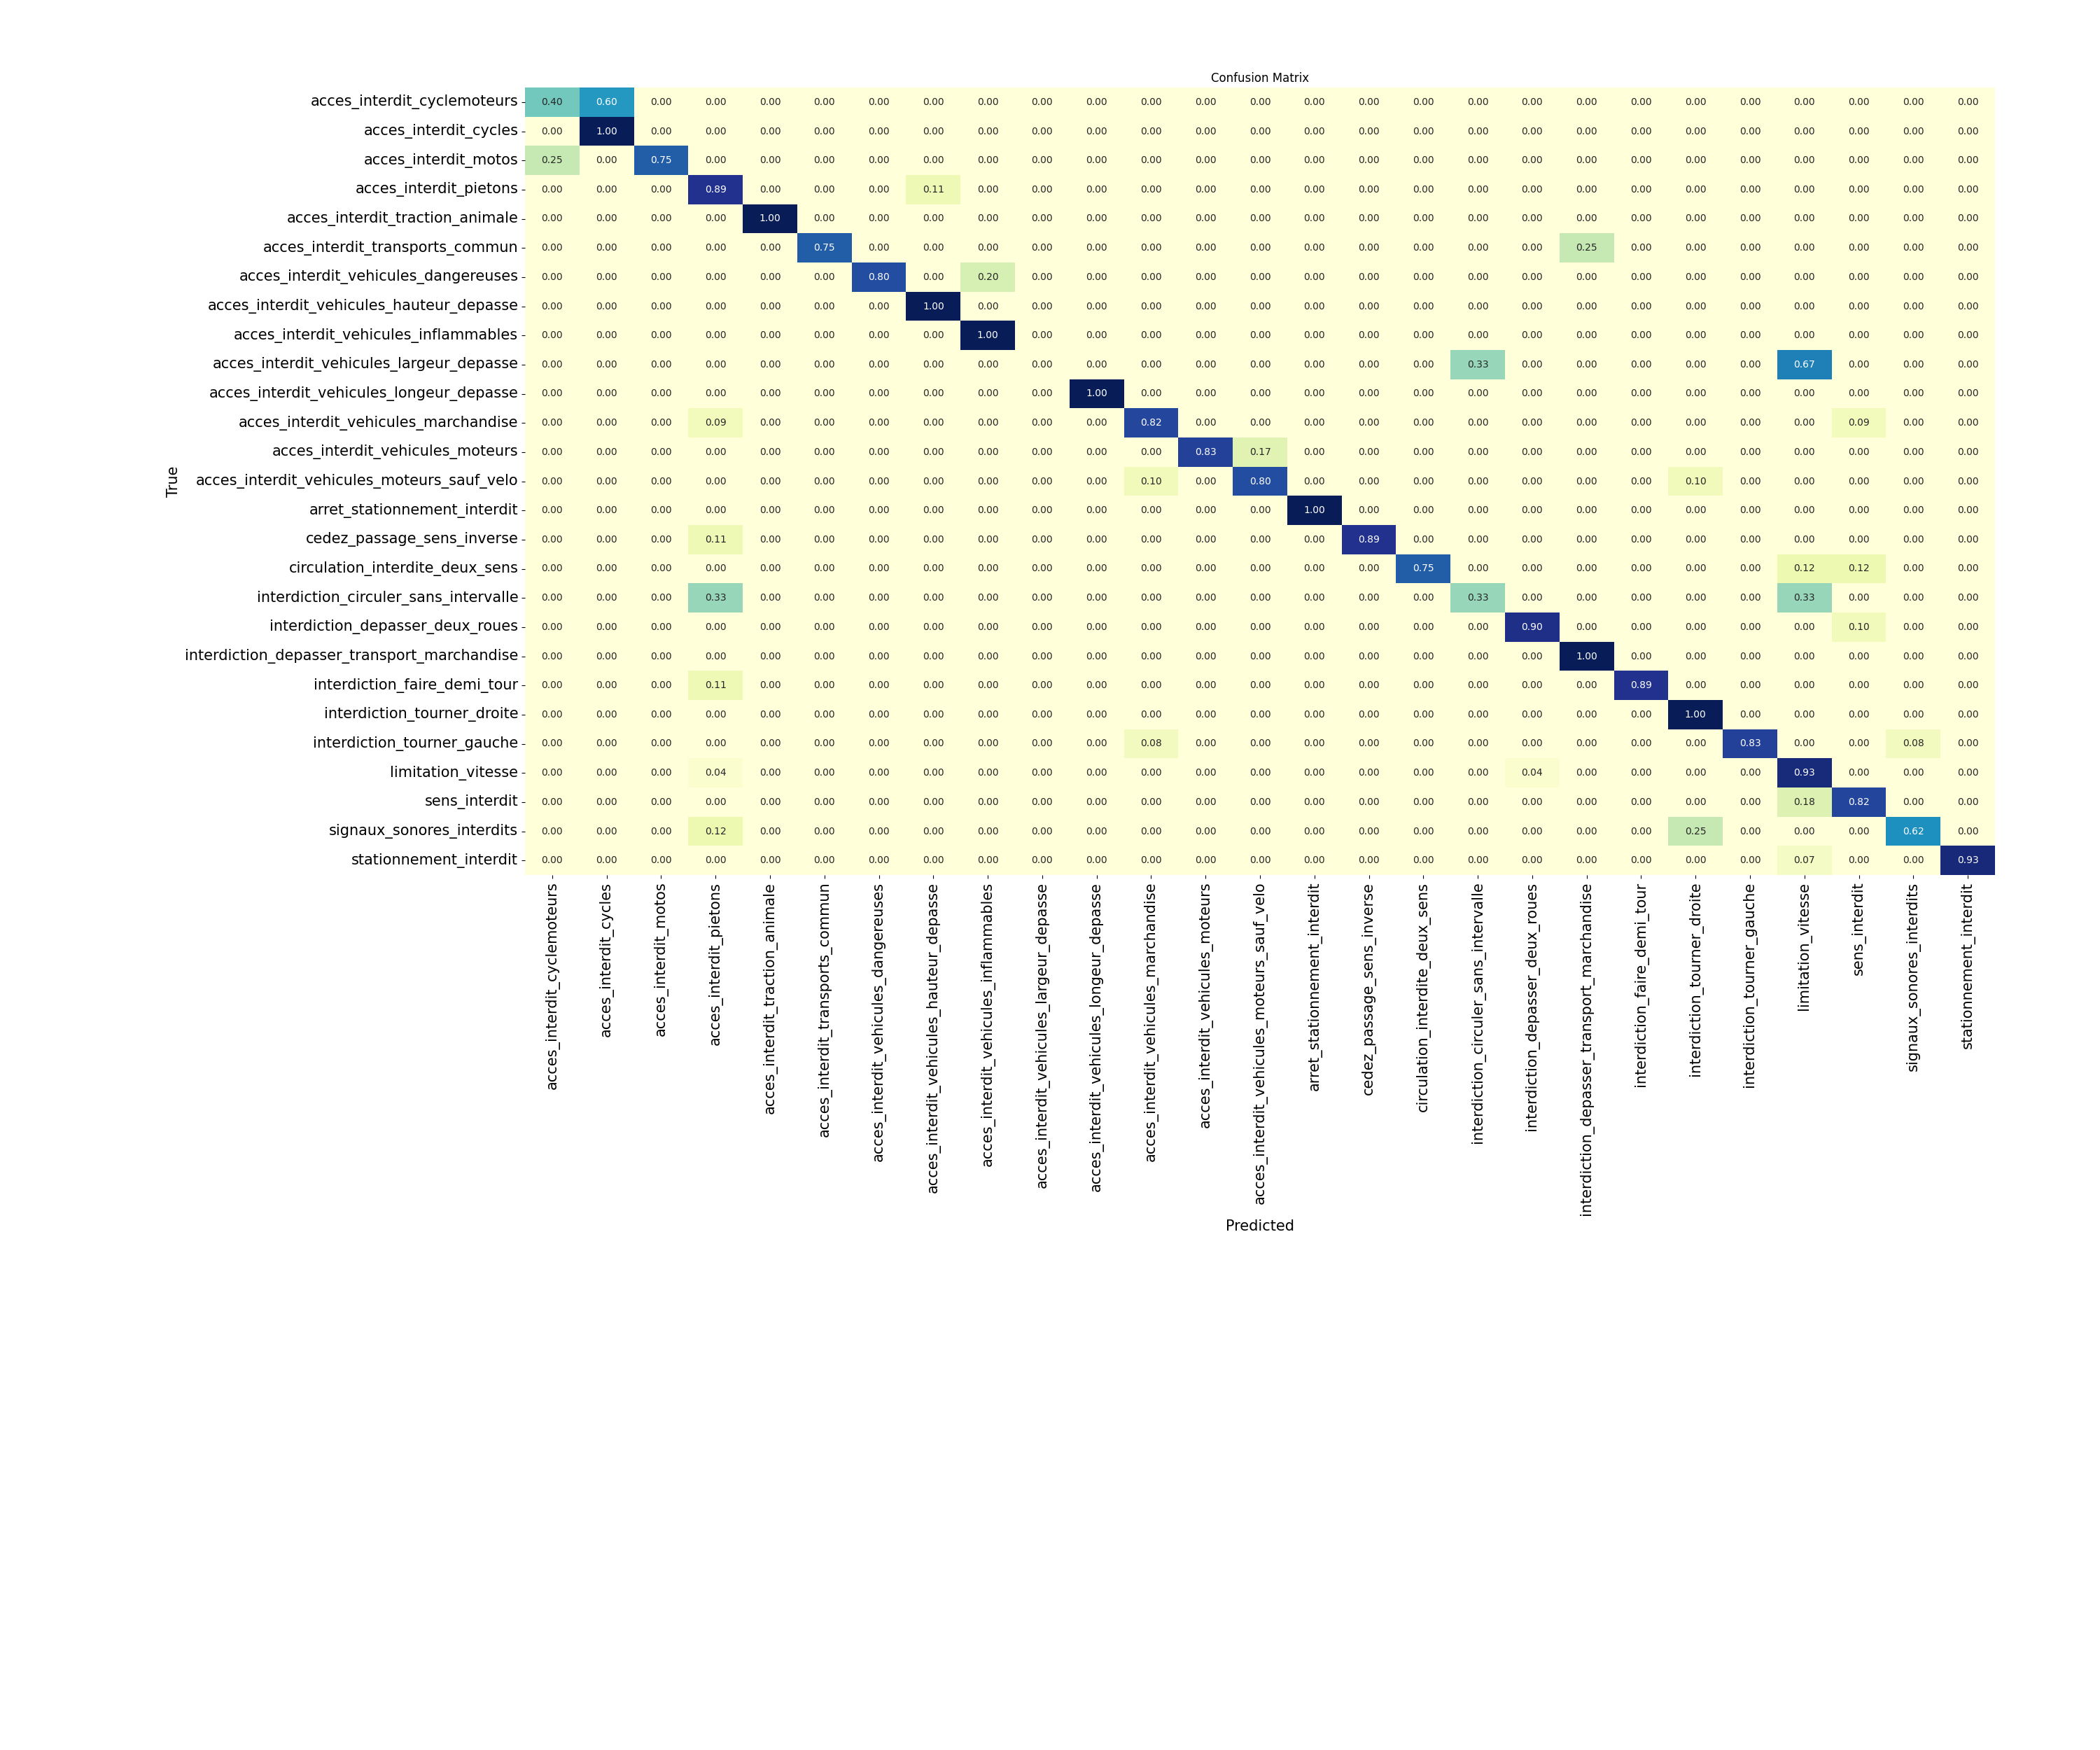 Confusion Matrix
acces_interdit_cyclemoteurs 0.40 0.60 0.00 0.00 0.00 0.00 0.00 0.00 0.00 0.00 0.00 0.00 0.00 0.00 0.00 0.00 0.00 0.00 0.00 0.00 0.00 0.00 0.00 0.00 0.00 0.00 0.00
acces_interdit_cycles 0.00 1.00 0.00 0.00 0.00 0.00 0.00 0.00 0.00 0.00 0.00 0.00 0.00 0.00 0.00 0.00 0.00 0.00 0.00 0.00 0.00 0.00 0.00 0.00 0.00 0.00 0.00
acces_interdit_motos 0.25 0.00 0.75 0.00 0.00 0.00 0.00 0.00 0.00 0.00 0.00 0.00 0.00 0.00 0.00 0.00 0.00 0.00 0.00 0.00 0.00 0.00 0.00 0.00 0.00 0.00 0.00
acces_interdit_pietons 0.00 0.00 0.00 0.89 0.00 0.00 0.00 0.11 0.00 0.00 0.00 0.00 0.00 0.00 0.00 0.00 0.00 0.00 0.00 0.00 0.00 0.00 0.00 0.00 0.00 0.00 0.00
acces_interdit_traction_animale 0.00 0.00 0.00 0.00 1.00 0.00 0.00 0.00 0.00 0.00 0.00 0.00 0.00 0.00 0.00 0.00 0.00 0.00 0.00 0.00 0.00 0.00 0.00 0.00 0.00 0.00 0.00
acces_interdit_transports_commun 0.00 0.00 0.00 0.00 0.00 0.75 0.00 0.00 0.00 0.00 0.00 0.00 0.00 0.00 0.00 0.00 0.00 0.00 0.00 0.25 0.00 0.00 0.00 0.00 0.00 0.00 0.00
acces_interdit_vehicules_dangereuses 0.00 0.00 0.00 0.00 0.00 0.00 0.80 0.00 0.20 0.00 0.00 0.00 0.00 0.00 0.00 0.00 0.00 0.00 0.00 0.00 0.00 0.00 0.00 0.00 0.00 0.00 0.00
acces_interdit_vehicules_hauteur_depasse 0.00 0.00 0.00 0.00 0.00 0.00 0.00 1.00 0.00 0.00 0.00 0.00 0.00 0.00 0.00 0.00 0.00 0.00 0.00 0.00 0.00 0.00 0.00 0.00 0.00 0.00 0.00
acces_interdit_vehicules_inflammables 0.00 0.00 0.00 0.00 0.00 0.00 0.00 0.00 1.00 0.00 0.00 0.00 0.00 0.00 0.00 0.00 0.00 0.00 0.00 0.00 0.00 0.00 0.00 0.00 0.00 0.00 0.00
acces_interdit_vehicules_largeur_depasse 0.00 0.00 0.00 0.00 0.00 0.00 0.00 0.00 0.00 0.00 0.00 0.00 0.00 0.00 0.00 0.00 0.00 0.33 0.00 0.00 0.00 0.00 0.00 0.67 0.00 0.00 0.00
acces_interdit_vehicules_longeur_depasse 0.00 0.00 0.00 0.00 0.00 0.00 0.00 0.00 0.00 0.00 1.00 0.00 0.00 0.00 0.00 0.00 0.00 0.00 0.00 0.00 0.00 0.00 0.00 0.00 0.00 0.00 0.00
acces_interdit_vehicules_marchandise 0.00 0.00 0.00 0.09 0.00 0.00 0.00 0.00 0.00 0.00 0.00 0.82 0.00 0.00 0.00 0.00 0.00 0.00 0.00 0.00 0.00 0.00 0.00 0.00 0.09 0.00 0.00
acces_interdit_vehicules_moteurs 0.00 0.00 0.00 0.00 0.00 0.00 0.00 0.00 0.00 0.00 0.00 0.00 0.83 0.17 0.00 0.00 0.00 0.00 0.00 0.00 0.00 0.00 0.00 0.00 0.00 0.00 0.00
acces_interdit_vehicules_moteurs_sauf_velo 0.00 0.00 0.00 0.00 0.00 0.00 0.00 0.00 0.00 0.00 0.00 0.10 0.00 0.80 0.00 0.00 0.00 0.00 0.00 0.00 0.00 0.10 0.00 0.00 0.00 0.00 0.00
arret_stationnement_interdit 0.00 0.00 0.00 0.00 0.00 0.00 0.00 0.00 0.00 0.00 0.00 0.00 0.00 0.00 1.00 0.00 0.00 0.00 0.00 0.00 0.00 0.00 0.00 0.00 0.00 0.00 0.00
cedez_passage_sens_inverse 0.00 0.00 0.00 0.11 0.00 0.00 0.00 0.00 0.00 0.00 0.00 0.00 0.00 0.00 0.00 0.89 0.00 0.00 0.00 0.00 0.00 0.00 0.00 0.00 0.00 0.00 0.00
circulation_interdite_deux_sens 0.00 0.00 0.00 0.00 0.00 0.00 0.00 0.00 0.00 0.00 0.00 0.00 0.00 0.00 0.00 0.00 0.75 0.00 0.00 0.00 0.00 0.00 0.00 0.12 0.12 0.00 0.00
interdiction_circuler_sans_intervalle 0.00 0.00 0.00 0.33 0.00 0.00 0.00 0.00 0.00 0.00 0.00 0.00 0.00 0.00 0.00 0.00 0.00 0.33 0.00 0.00 0.00 0.00 0.00 0.33 0.00 0.00 0.00
interdiction_depasser_deux_roues 0.00 0.00 0.00 0.00 0.00 0.00 0.00 0.00 0.00 0.00 0.00 0.00 0.00 0.00 0.00 0.00 0.00 0.00 0.90 0.00 0.00 0.00 0.00 0.00 0.10 0.00 0.00
interdiction_depasser_transport_marchandise 0.00 0.00 0.00 0.00 0.00 0.00 0.00 0.00 0.00 0.00 0.00 0.00 0.00 0.00 0.00 0.00 0.00 0.00 0.00 1.00 0.00 0.00 0.00 0.00 0.00 0.00 0.00
interdiction_faire_demi_tour 0.00 0.00 0.00 0.11 0.00 0.00 0.00 0.00 0.00 0.00 0.00 0.00 0.00 0.00 0.00 0.00 0.00 0.00 0.00 0.00 0.89 0.00 0.00 0.00 0.00 0.00 0.00
interdiction_tourner_droite 0.00 0.00 0.00 0.00 0.00 0.00 0.00 0.00 0.00 0.00 0.00 0.00 0.00 0.00 0.00 0.00 0.00 0.00 0.00 0.00 0.00 1.00 0.00 0.00 0.00 0.00 0.00
interdiction_tourner_gauche 0.00 0.00 0.00 0.00 0.00 0.00 0.00 0.00 0.00 0.00 0.00 0.08 0.00 0.00 0.00 0.00 0.00 0.00 0.00 0.00 0.00 0.00 0.83 0.00 0.00 0.08 0.00
limitation_vitesse 0.00 0.00 0.00 0.04 0.00 0.00 0.00 0.00 0.00 0.00 0.00 0.00 0.00 0.00 0.00 0.00 0.00 0.00 0.04 0.00 0.00 0.00 0.00 0.93 0.00 0.00 0.00
sens_interdit 0.00 0.00 0.00 0.00 0.00 0.00 0.00 0.00 0.00 0.00 0.00 0.00 0.00 0.00 0.00 0.00 0.00 0.00 0.00 0.00 0.00 0.00 0.00 0.18 0.82 0.00 0.00
signaux_sonores_interdits 0.00 0.00 0.00 0.12 0.00 0.00 0.00 0.00 0.00 0.00 0.00 0.00 0.00 0.00 0.00 0.00 0.00 0.00 0.00 0.00 0.00 0.25 0.00 0.00 0.00 0.62 0.00
stationnement_interdit 0.00 0.00 0.00 0.00 0.00 0.00 0.00 0.00 0.00 0.00 0.00 0.00 0.00 0.00 0.00 0.00 0.00 0.00 0.00 0.00 0.00 0.00 0.00 0.07 0.00 0.00 0.93
True
acces_interdit_cyclemoteurs
acces_interdit_cycles
acces_interdit_motos
acces_interdit_pietons
acces_interdit_traction_animale
acces_interdit_transports_commun
acces_interdit_vehicules_dangereuses
acces_interdit_vehicules_hauteur_depasse
acces_interdit_vehicules_inflammables
acces_interdit_vehicules_largeur_depasse
acces_interdit_vehicules_longeur_depasse
acces_interdit_vehicules_marchandise
acces_interdit_vehicules_moteurs
acces_interdit_vehicules_moteurs_sauf_velo
arret_stationnement_interdit
cedez_passage_sens_inverse
circulation_interdite_deux_sens
interdiction_circuler_sans_intervalle
interdiction_depasser_deux_roues
interdiction_depasser_transport_marchandise
interdiction_faire_demi_tour
interdiction_tourner_droite
interdiction_tourner_gauche
limitation_vitesse
sens_interdit
signaux_sonores_interdits
stationnement_interdit
Predicted